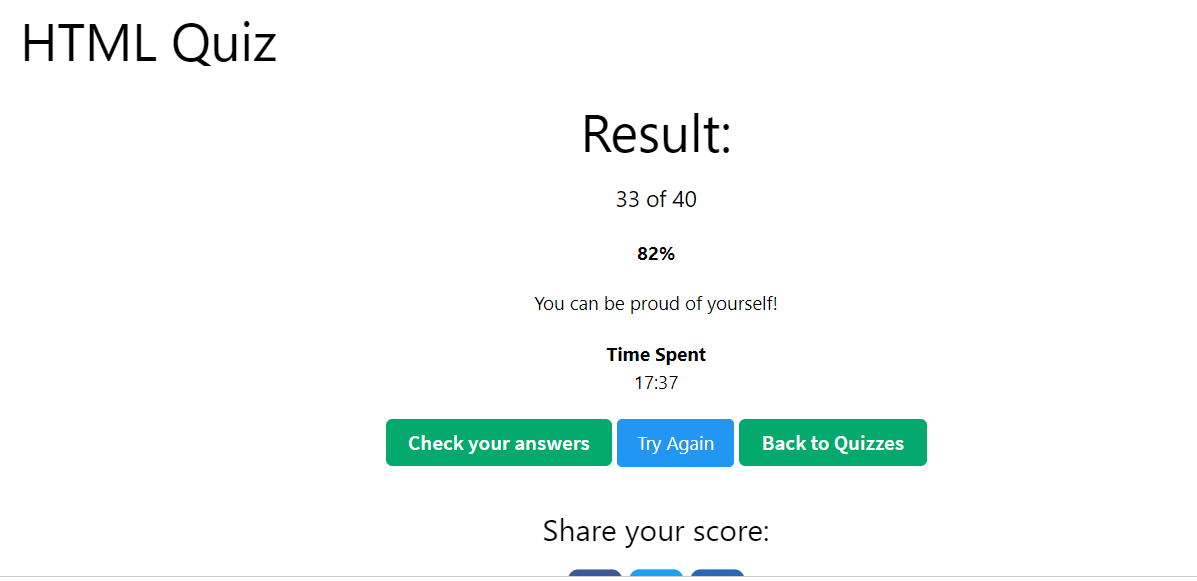 HTML Quiz
Result:
33 of 40
82%
You can be proud of yourself!
Time Spent
17:37
Check your answers
Try Again
Back to Quizzes
Share your score: